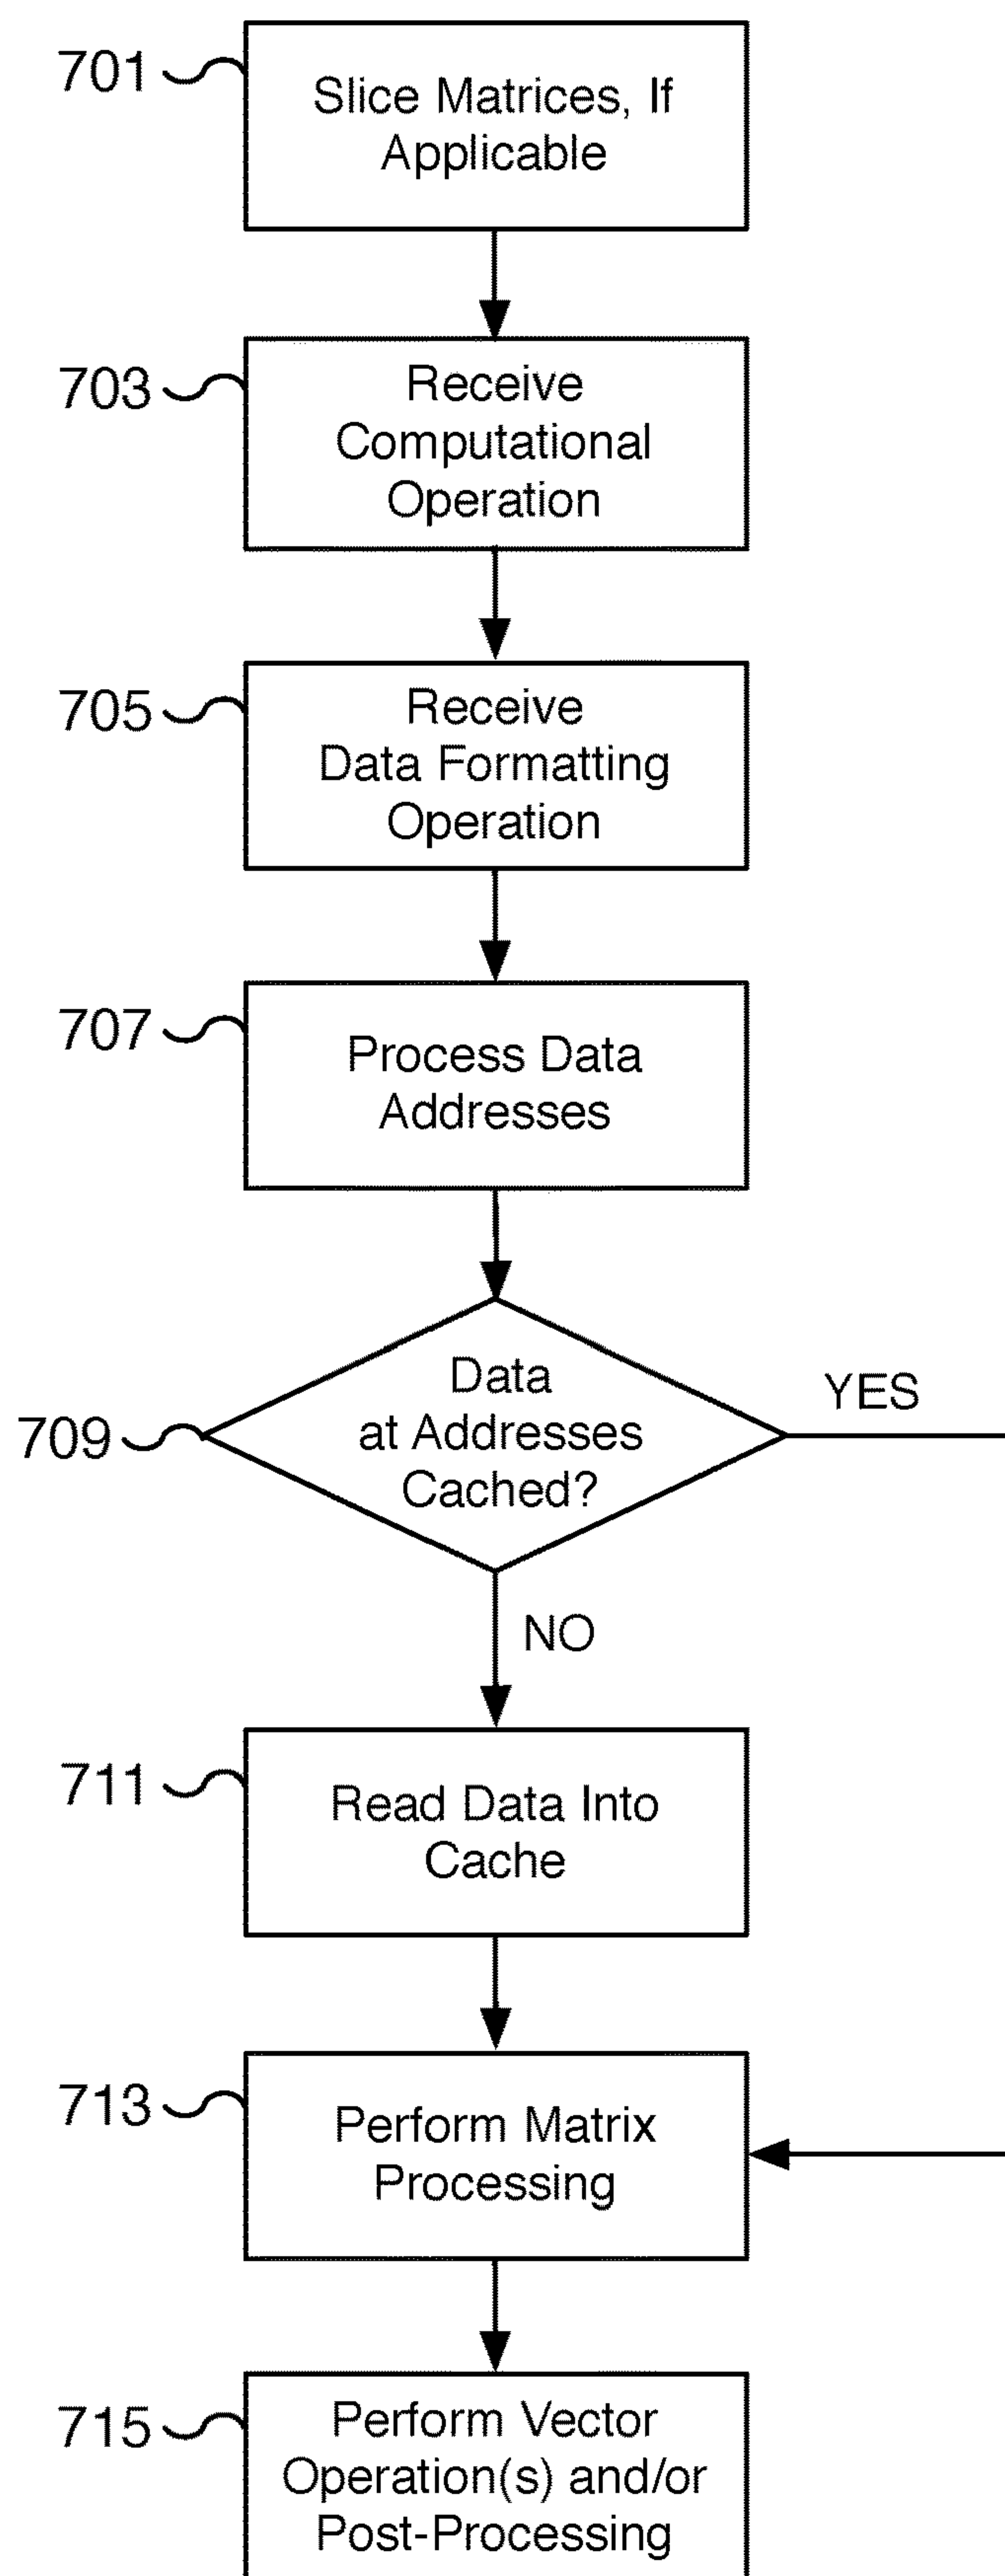 701
Slice Matrices, If
Applicable
703
Receive
Computational
Operation
705
Receive
Data Formatting
Operation
707
Process Data
Addresses
709
Data
at Addresses
Cached?
YES
NO
711
Read Data Into
Cache
713
Perform Matrix
Processing
715
Perform Vector
Operation(s) and/or
Post-Processing